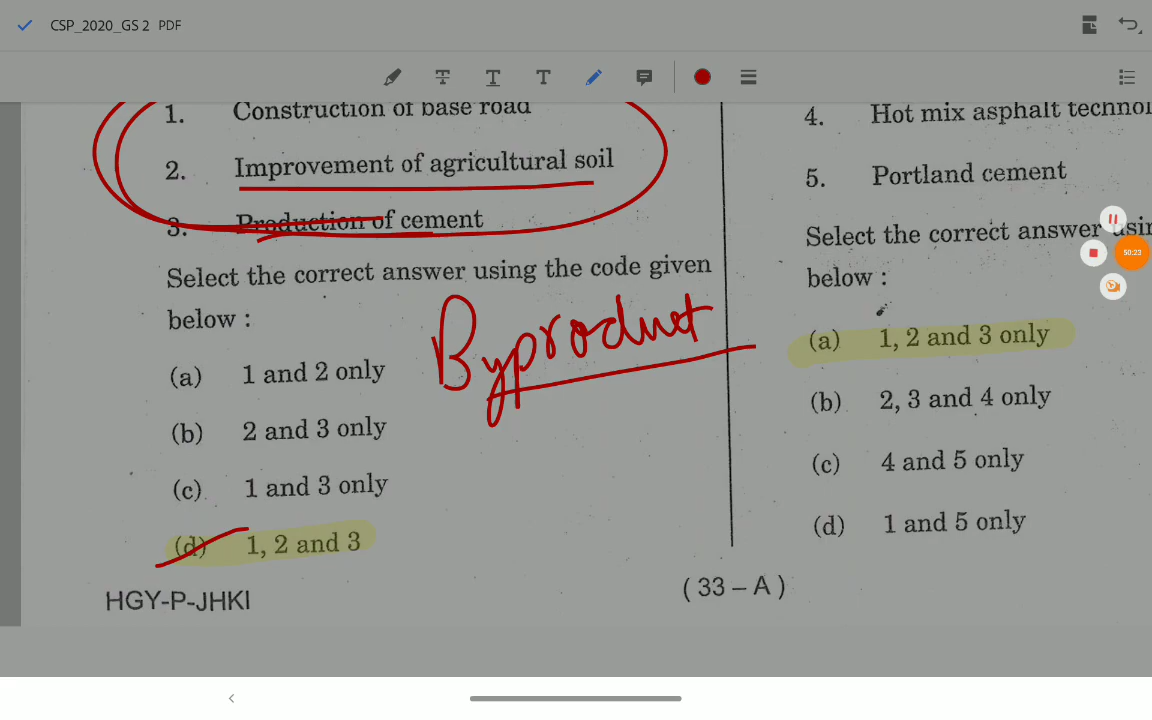 CSP_2020_GS 2 PDF
1. Construction of base road
2. Improvement of agricultural soil
3. Production of cement
Select the correct answer using the code given
below :
(a) 1 and 2 only
(b) 2 and 3 only
(c) 1 and 3 only
(d) 1, 2 and 3
Byproduct
HGY-P-JHKI
( 33 – A )
4. Hot mix asphalt technol
5. Portland cement
Select the correct answer usin
below :
(a) 1, 2 and 3 only
(b) 2, 3 and 4 only
(c) 4 and 5 only
(d) 1 and 5 only
50:23